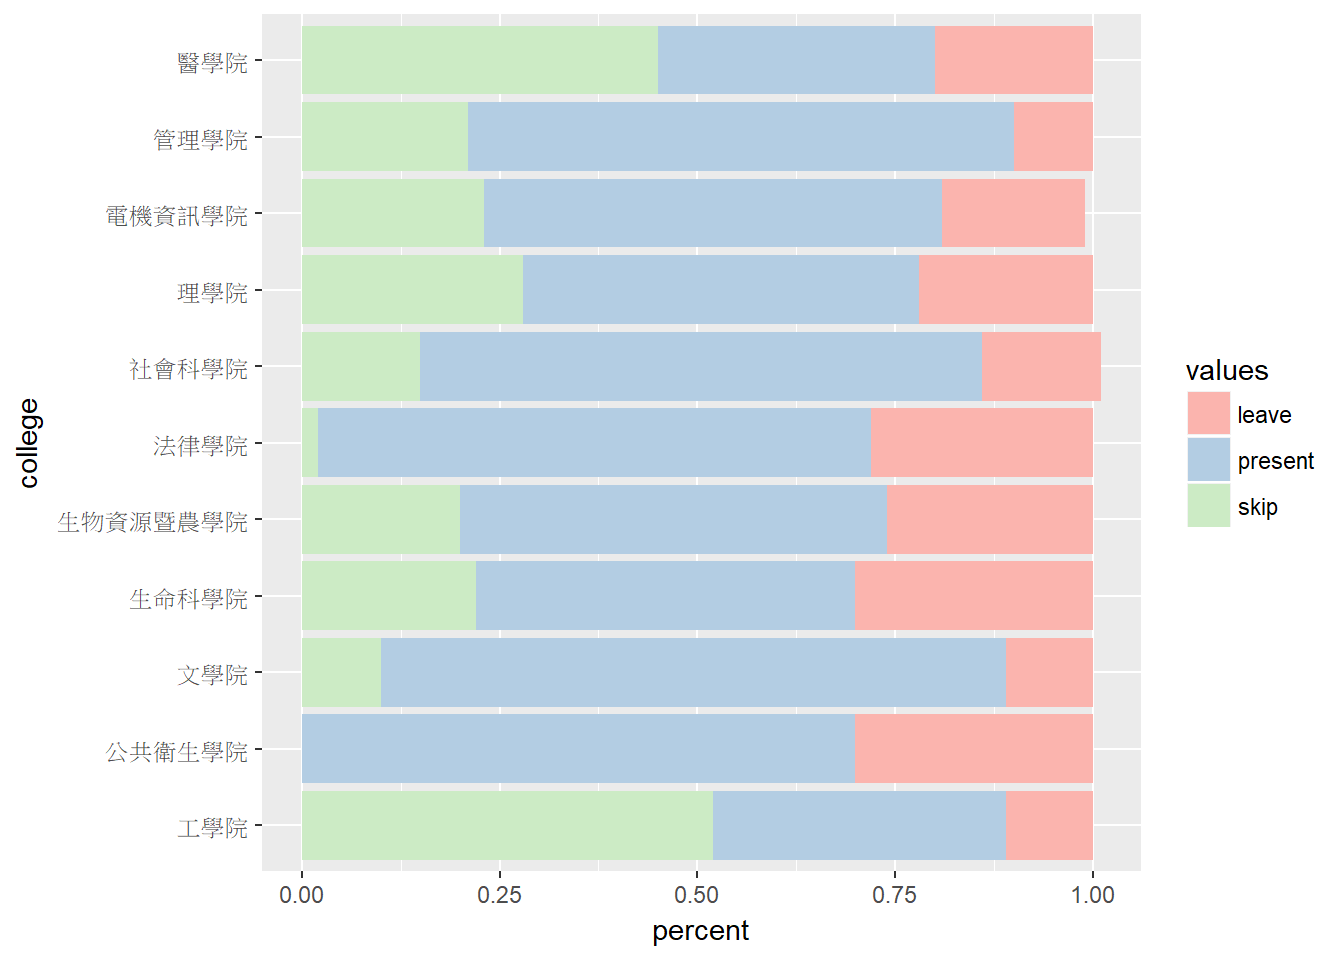 醫學院
管理學院
電機資訊學院
理學院
社會科學院
法律學院
生物資源暨農學院
生命科學院
文學院
公共衛生學院
工學院
college
0.00 0.25 0.50 0.75 1.00
percent
values
leave
present
skip